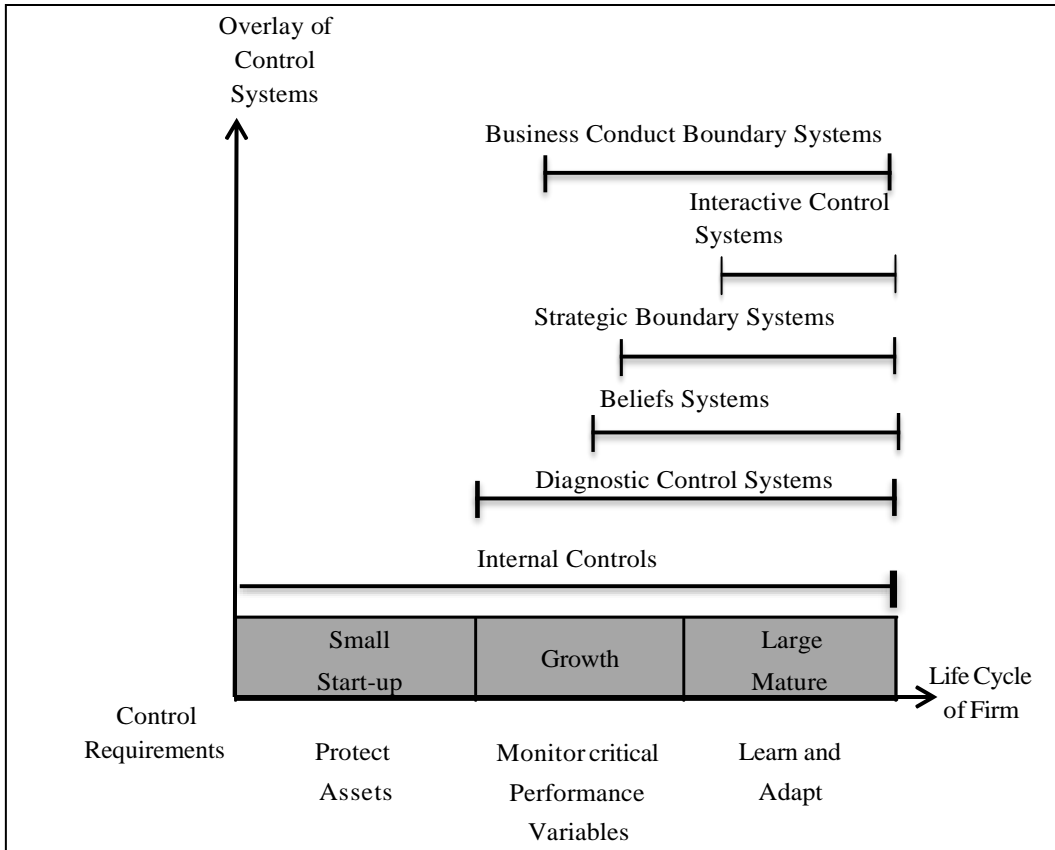 Overlay of
Control
Systems
Business Conduct Boundary Systems
Interactive Control
Systems
Strategic Boundary Systems
Beliefs Systems
Diagnostic Control Systems
Internal Controls
Small
Start-up
Growth
Large
Mature
Life Cycle
of Firm
Control
Requirements
Protect
Assets
Monitor critical
Performance
Variables
Learn and
Adapt